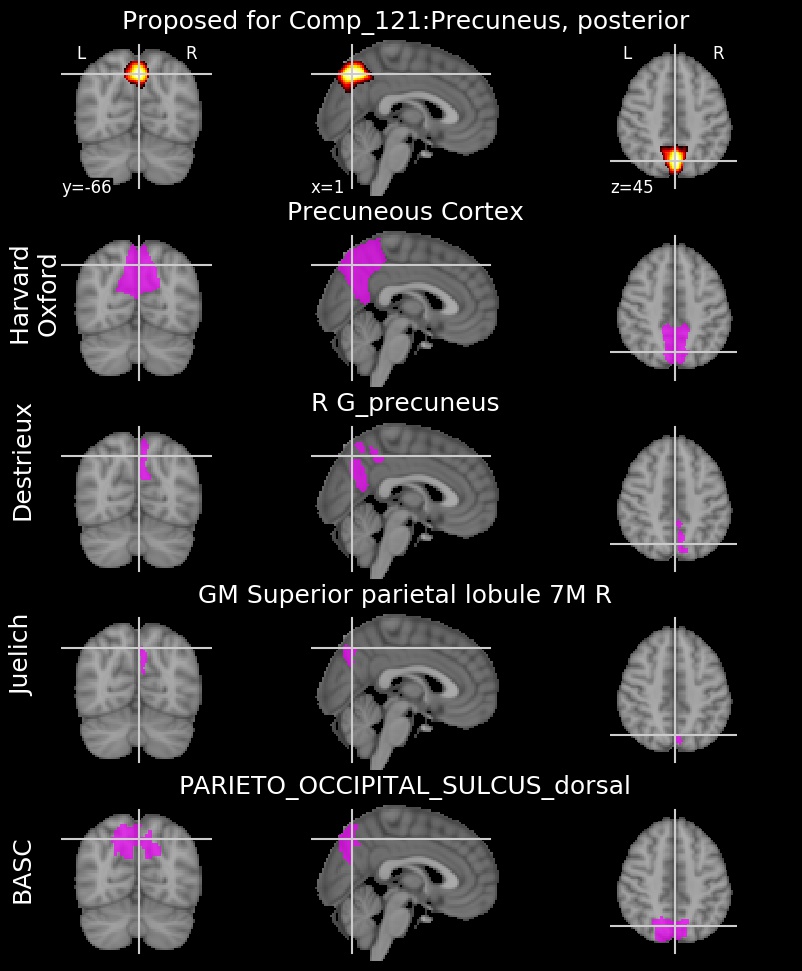 Proposed for Comp_121:Precuneus, posterior
L R
L R
y=-66 x=1 z=45
Precuneous Cortex
Harvard
Oxford
R G_precuneus
Destrieux
GM Superior parietal lobule 7M R
Juelich
PARIETO_OCCIPITAL_SULCUS_dorsal
BASC